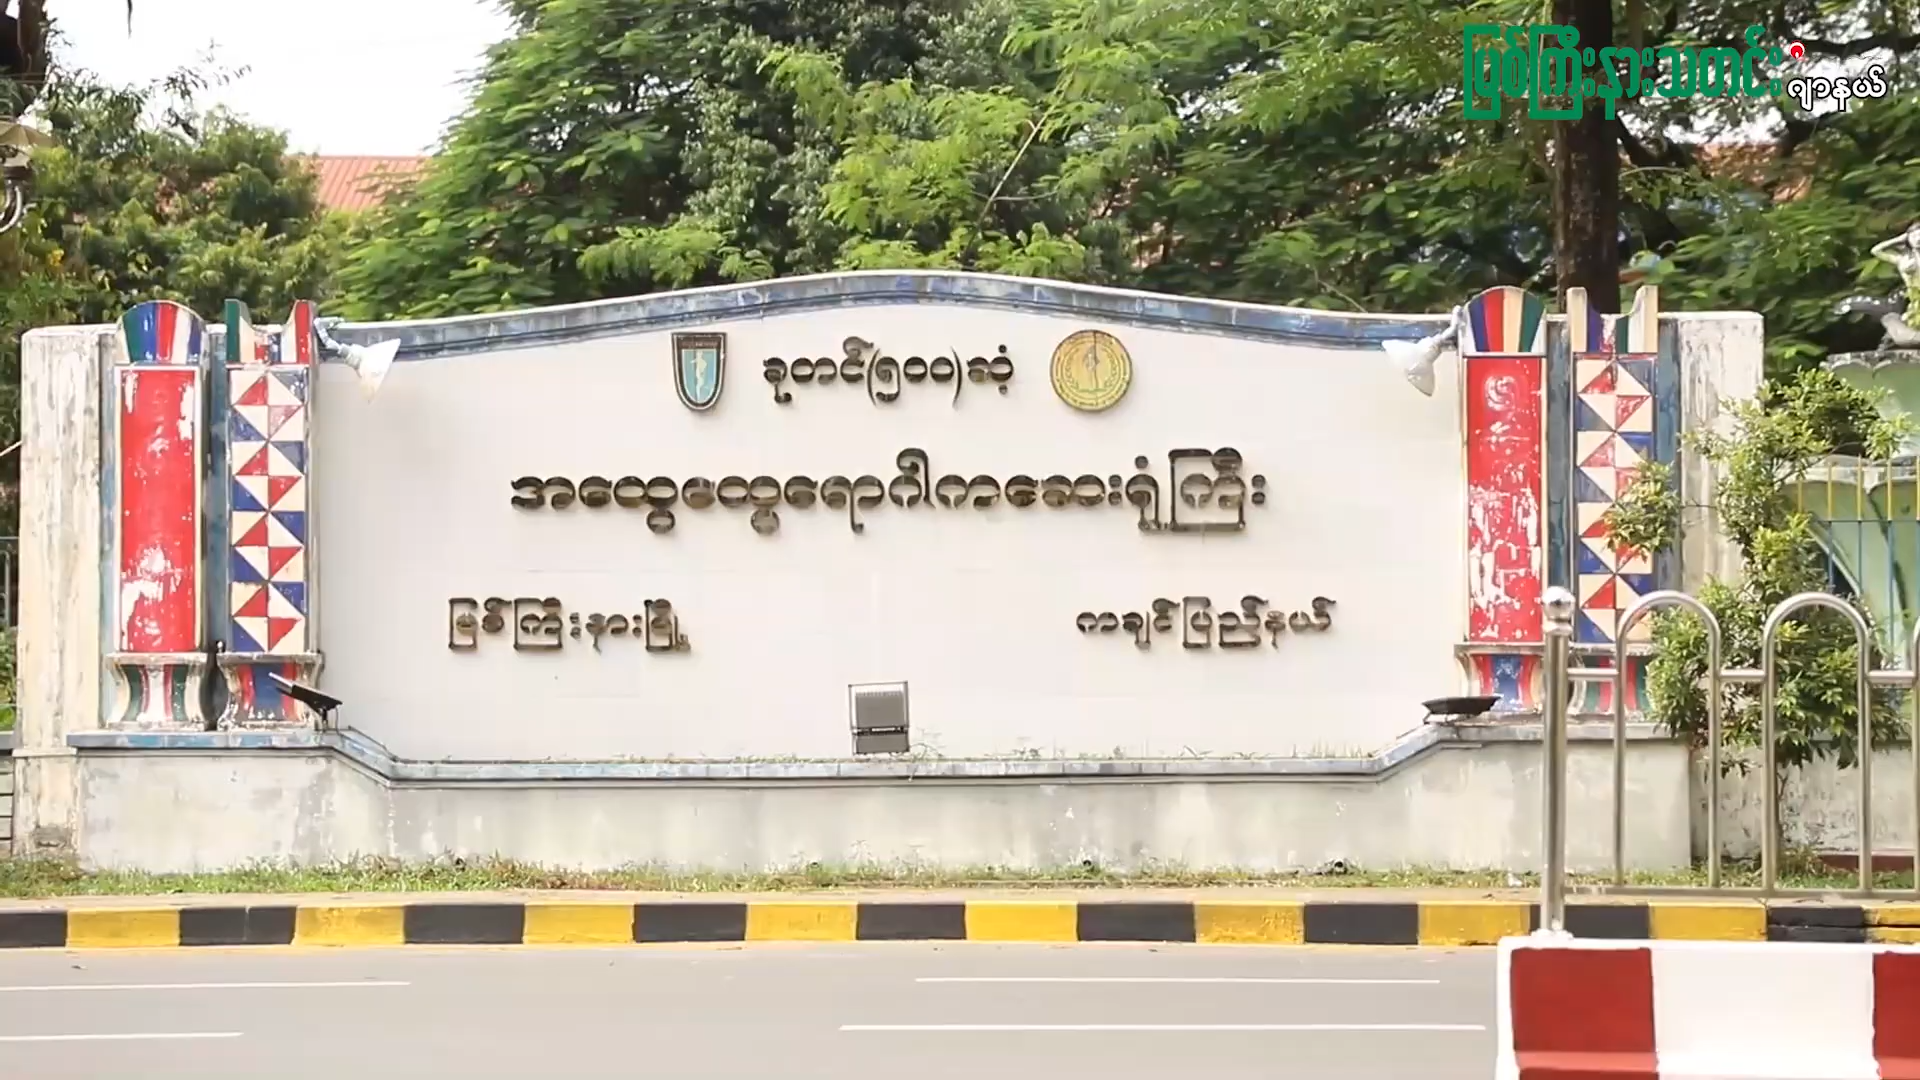 မြစ်ကြီးနားသတင်း ဂျာနယ်
ခုတင်(၅၀၀)ဆံ့
အထွေထွေရောဂါကုဆေးရုံကြီး
မြစ်ကြီးနားမြို့
ကချင်ပြည်နယ်